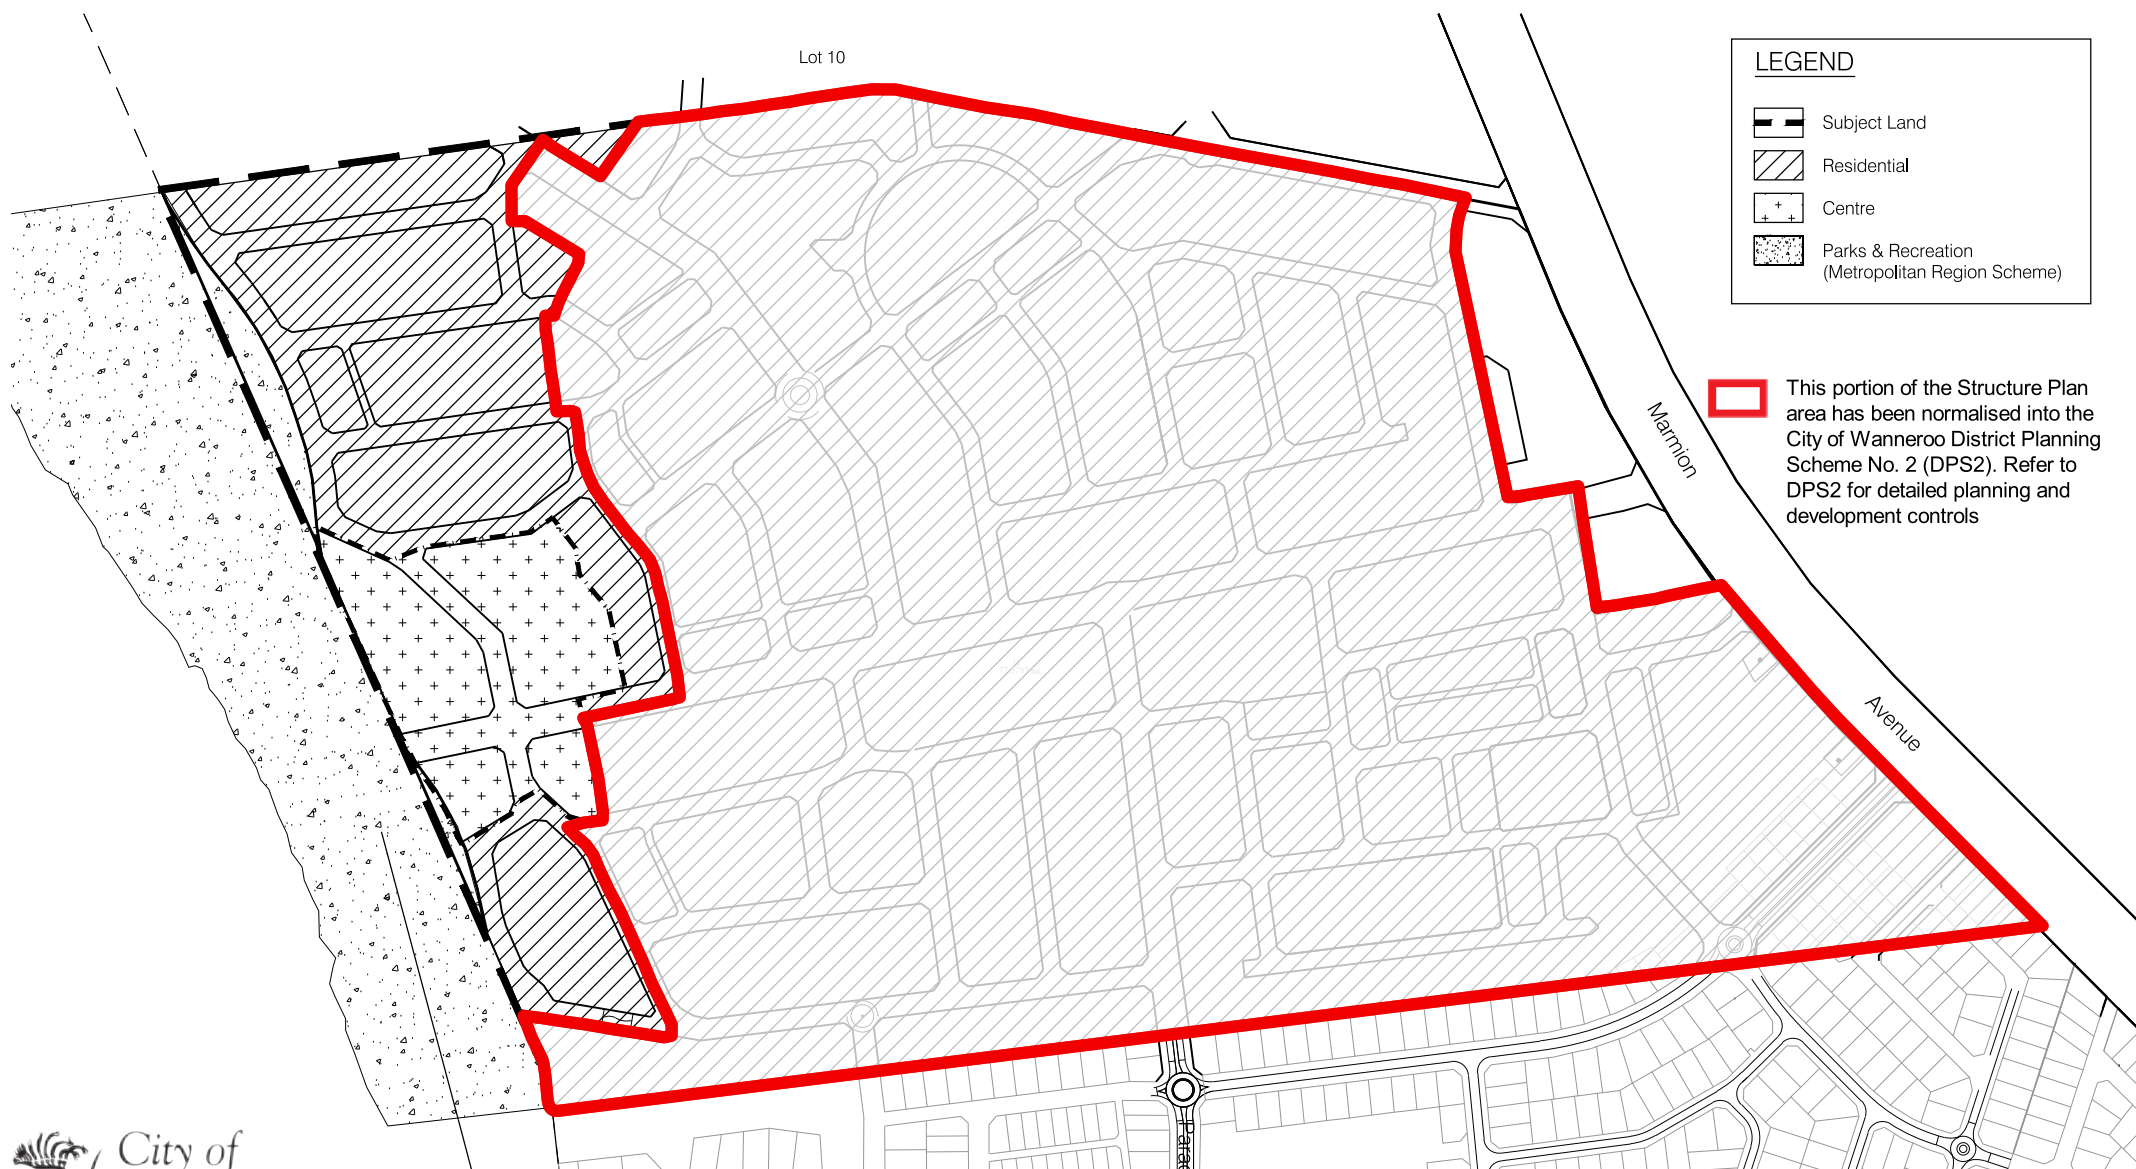 Lot 10
LEGEND
Subject Land
Residential
Centre
Parks & Recreation
(Metropolitan Region Scheme)
This portion of the Structure Plan
area has been normalised into the
City of Wanneroo District Planning
Scheme No. 2 (DPS2). Refer to
DPS2 for detailed planning and
development controls
Marmion
Avenue
City of